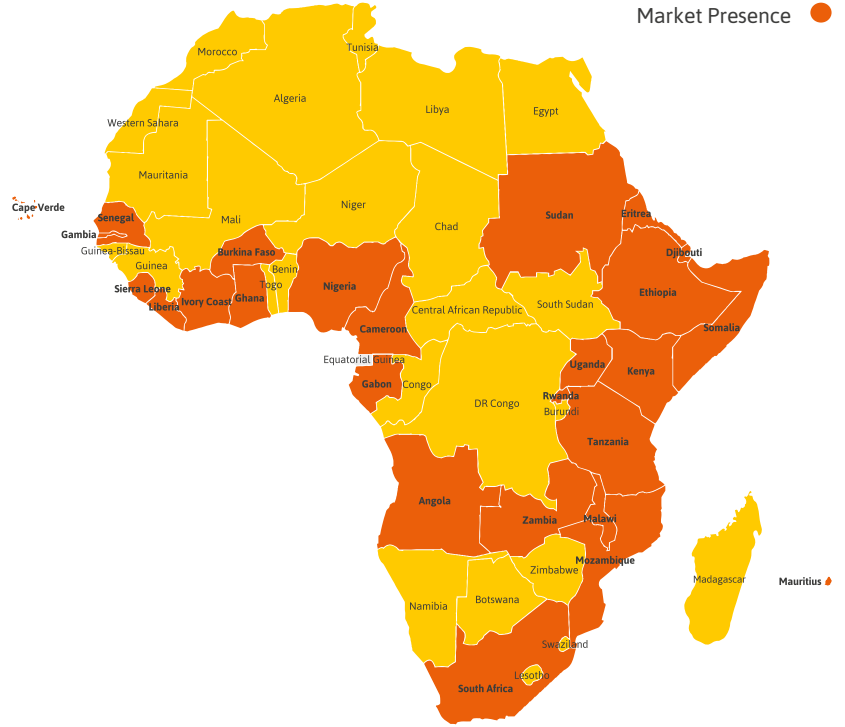 Market Presence
Tunisia
Morocco
Algeria
Libya
Egypt
Western Sahara
Mauritania
Cape Verde
Niger
Senegal
Mali
Sudan
Eritrea
Chad
Gambia
Guinea-Bissau
Burkina Faso
Djibouti
Guinea
Benin
Togo
Nigeria
Sierra Leone
Ethiopia
Ghana
Ivory Coast
Liberia
South Sudan
Central African Republic
Cameroon
Somalia
Equatorial Guinea
Uganda
Kenya
Gabon
Congo
Rwanda
DR Congo
Burundi
Tanzania
Angola
Zambia
Malawi
Mozambique
Zimbabwe
Madagascar
Mauritius
Botswana
Namibia
Swaziland
Lesotho
South Africa